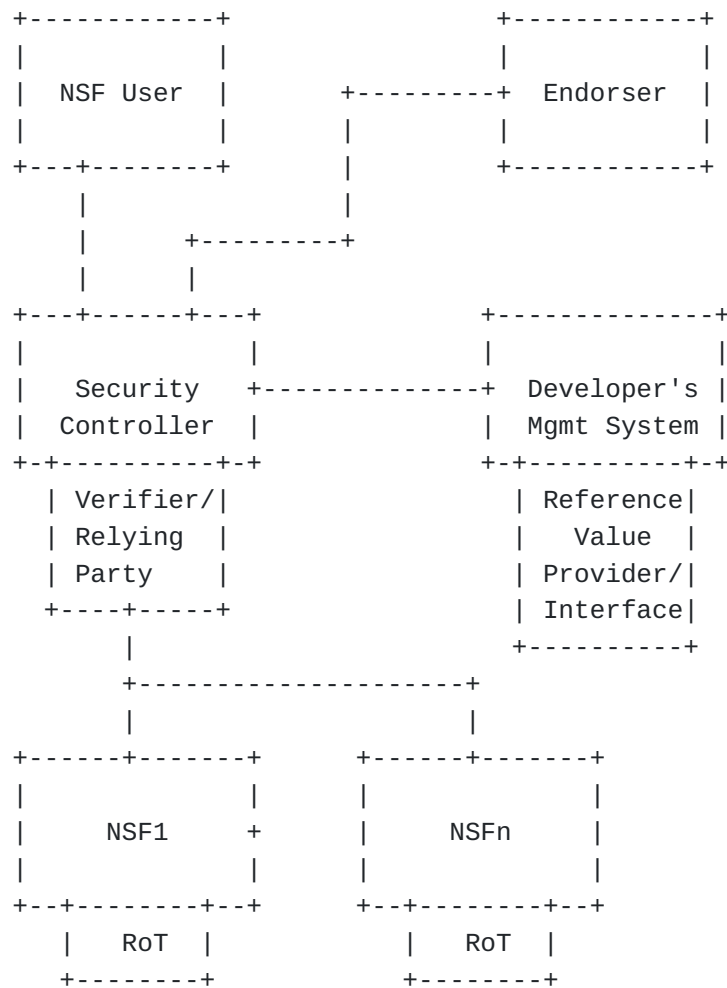 NSF User
Endorser
Security
Controller
Developer's
Mgmt System
Verifier/
Relying
Party
Reference
Value
Provider/
Interface
NSF1
NSFn
RoT
RoT